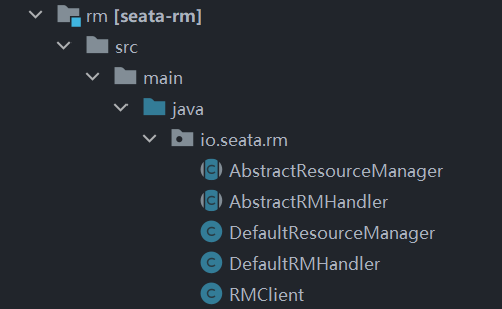 rm [seata-rm]
src
main
java
io.seata.rm
AbstractResourceManager
AbstractRMHandler
DefaultResourceManager
DefaultRMHandler
RMClient